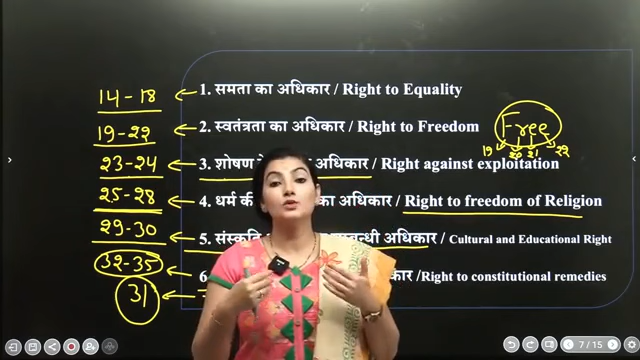 14-18 ← 1. समता का अधिकार / Right to Equality
19-22 ← 2. स्वतंत्रता का अधिकार / Right to Freedom
Free
19 20 21 22
23-24 ← 3. शोषण अधिकार / Right against exploitation
25-28 ← 4. धर्म की का अधिकार / Right to freedom of Religion
29-30 ← 5. अधिकार / Cultural and Educational Right
32-35 ← 6 /Right to constitutional remedies
31 ←
7 / 15